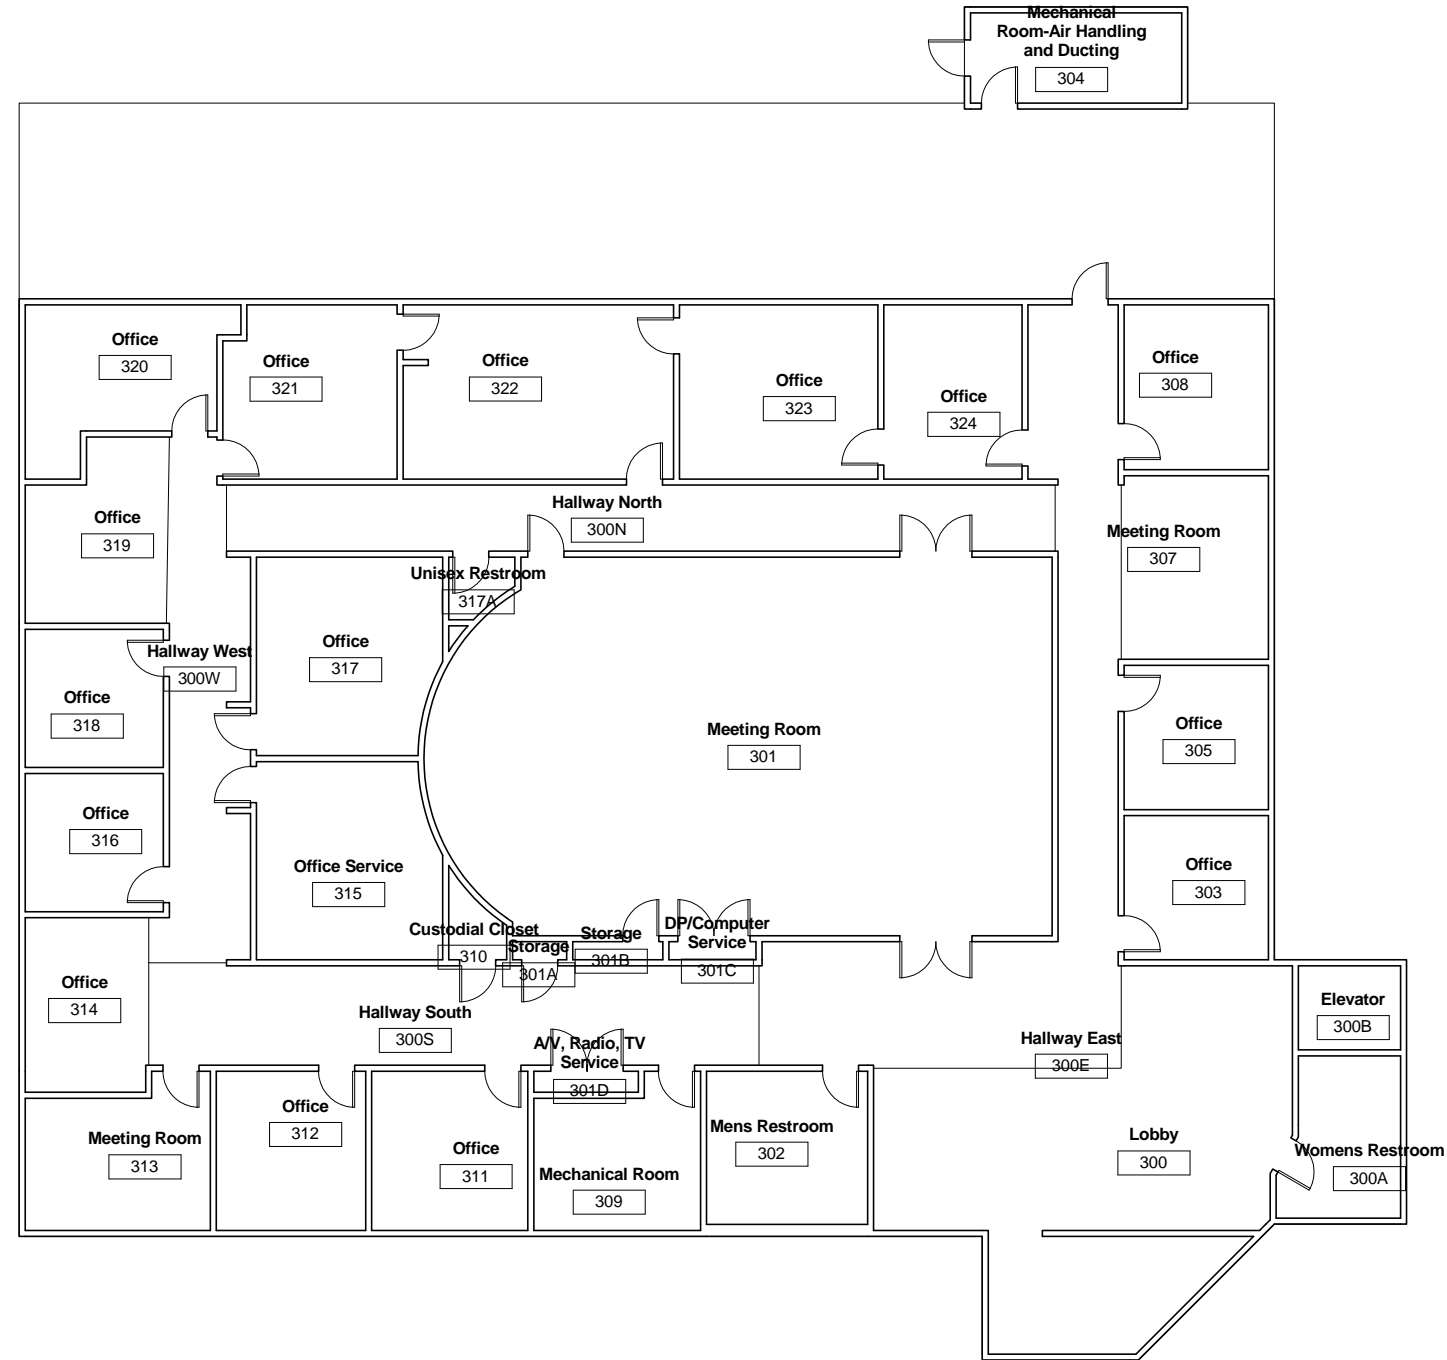 Mechanical
Room-Air Handling
and Ducting
304
Office
320
Office
321
Office
322
Office
323
Office
324
Office
308
Hallway North
300N
Office
319
Meeting Room
307
Unisex Restroom
317A
Office
317
Hallway West
300W
Office
318
Meeting Room
301
Office
305
Office
316
Office Service
315
Office
303
Custodial Closet
310
Storage
301A
Storage
301B
DP/Computer
Service
301C
Office
314
Hallway South
300S
A/V, Radio, TV
Service
301D
Hallway East
300E
Elevator
300B
Meeting Room
313
Office
312
Office
311
Mechanical Room
309
Mens Restroom
302
Lobby
300
Womens Restroom
300A